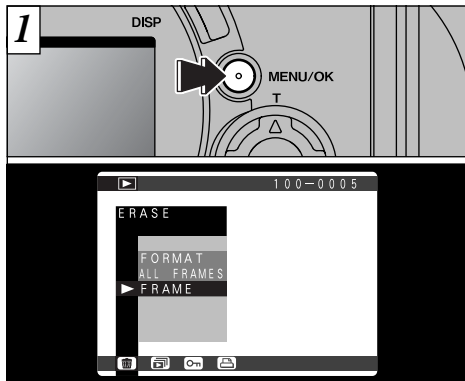 1
DISP
MENU/OK
T
100-0005
ERASE
FORMAT
ALL FRAMES
FRAME